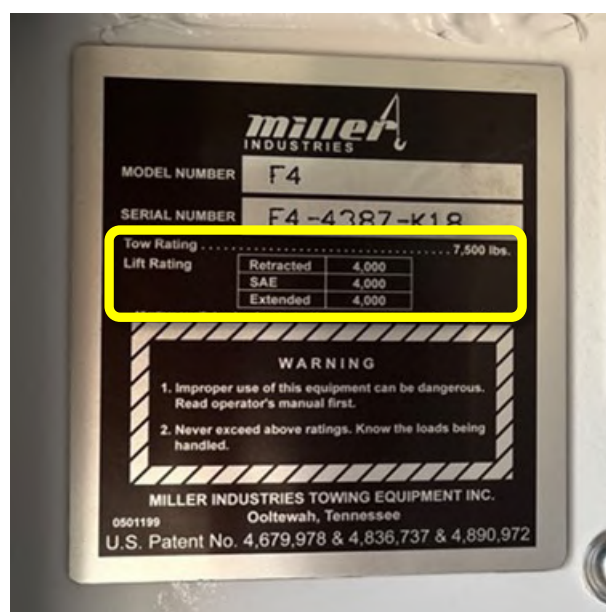 miller
INDUSTRIES
MODEL NUMBER F4
SERIAL NUMBER F4-4387-K18
Tow Rating . . . . . . . . . . . . . . . . . . . . . . . . . . . . . . . . . . . 7,500 lbs.
Lift Rating Retracted 4,000
SAE 4,000
Extended 4,000
WARNING
1. Improper use of this equipment can be dangerous.
Read operator's manual first.
2. Never exceed above ratings. Know the loads being
handled.
MILLER INDUSTRIES TOWING EQUIPMENT INC.
0501199 Ooltewah, Tennessee
U.S. Patent No. 4,679,978 & 4,836,737 & 4,890,972